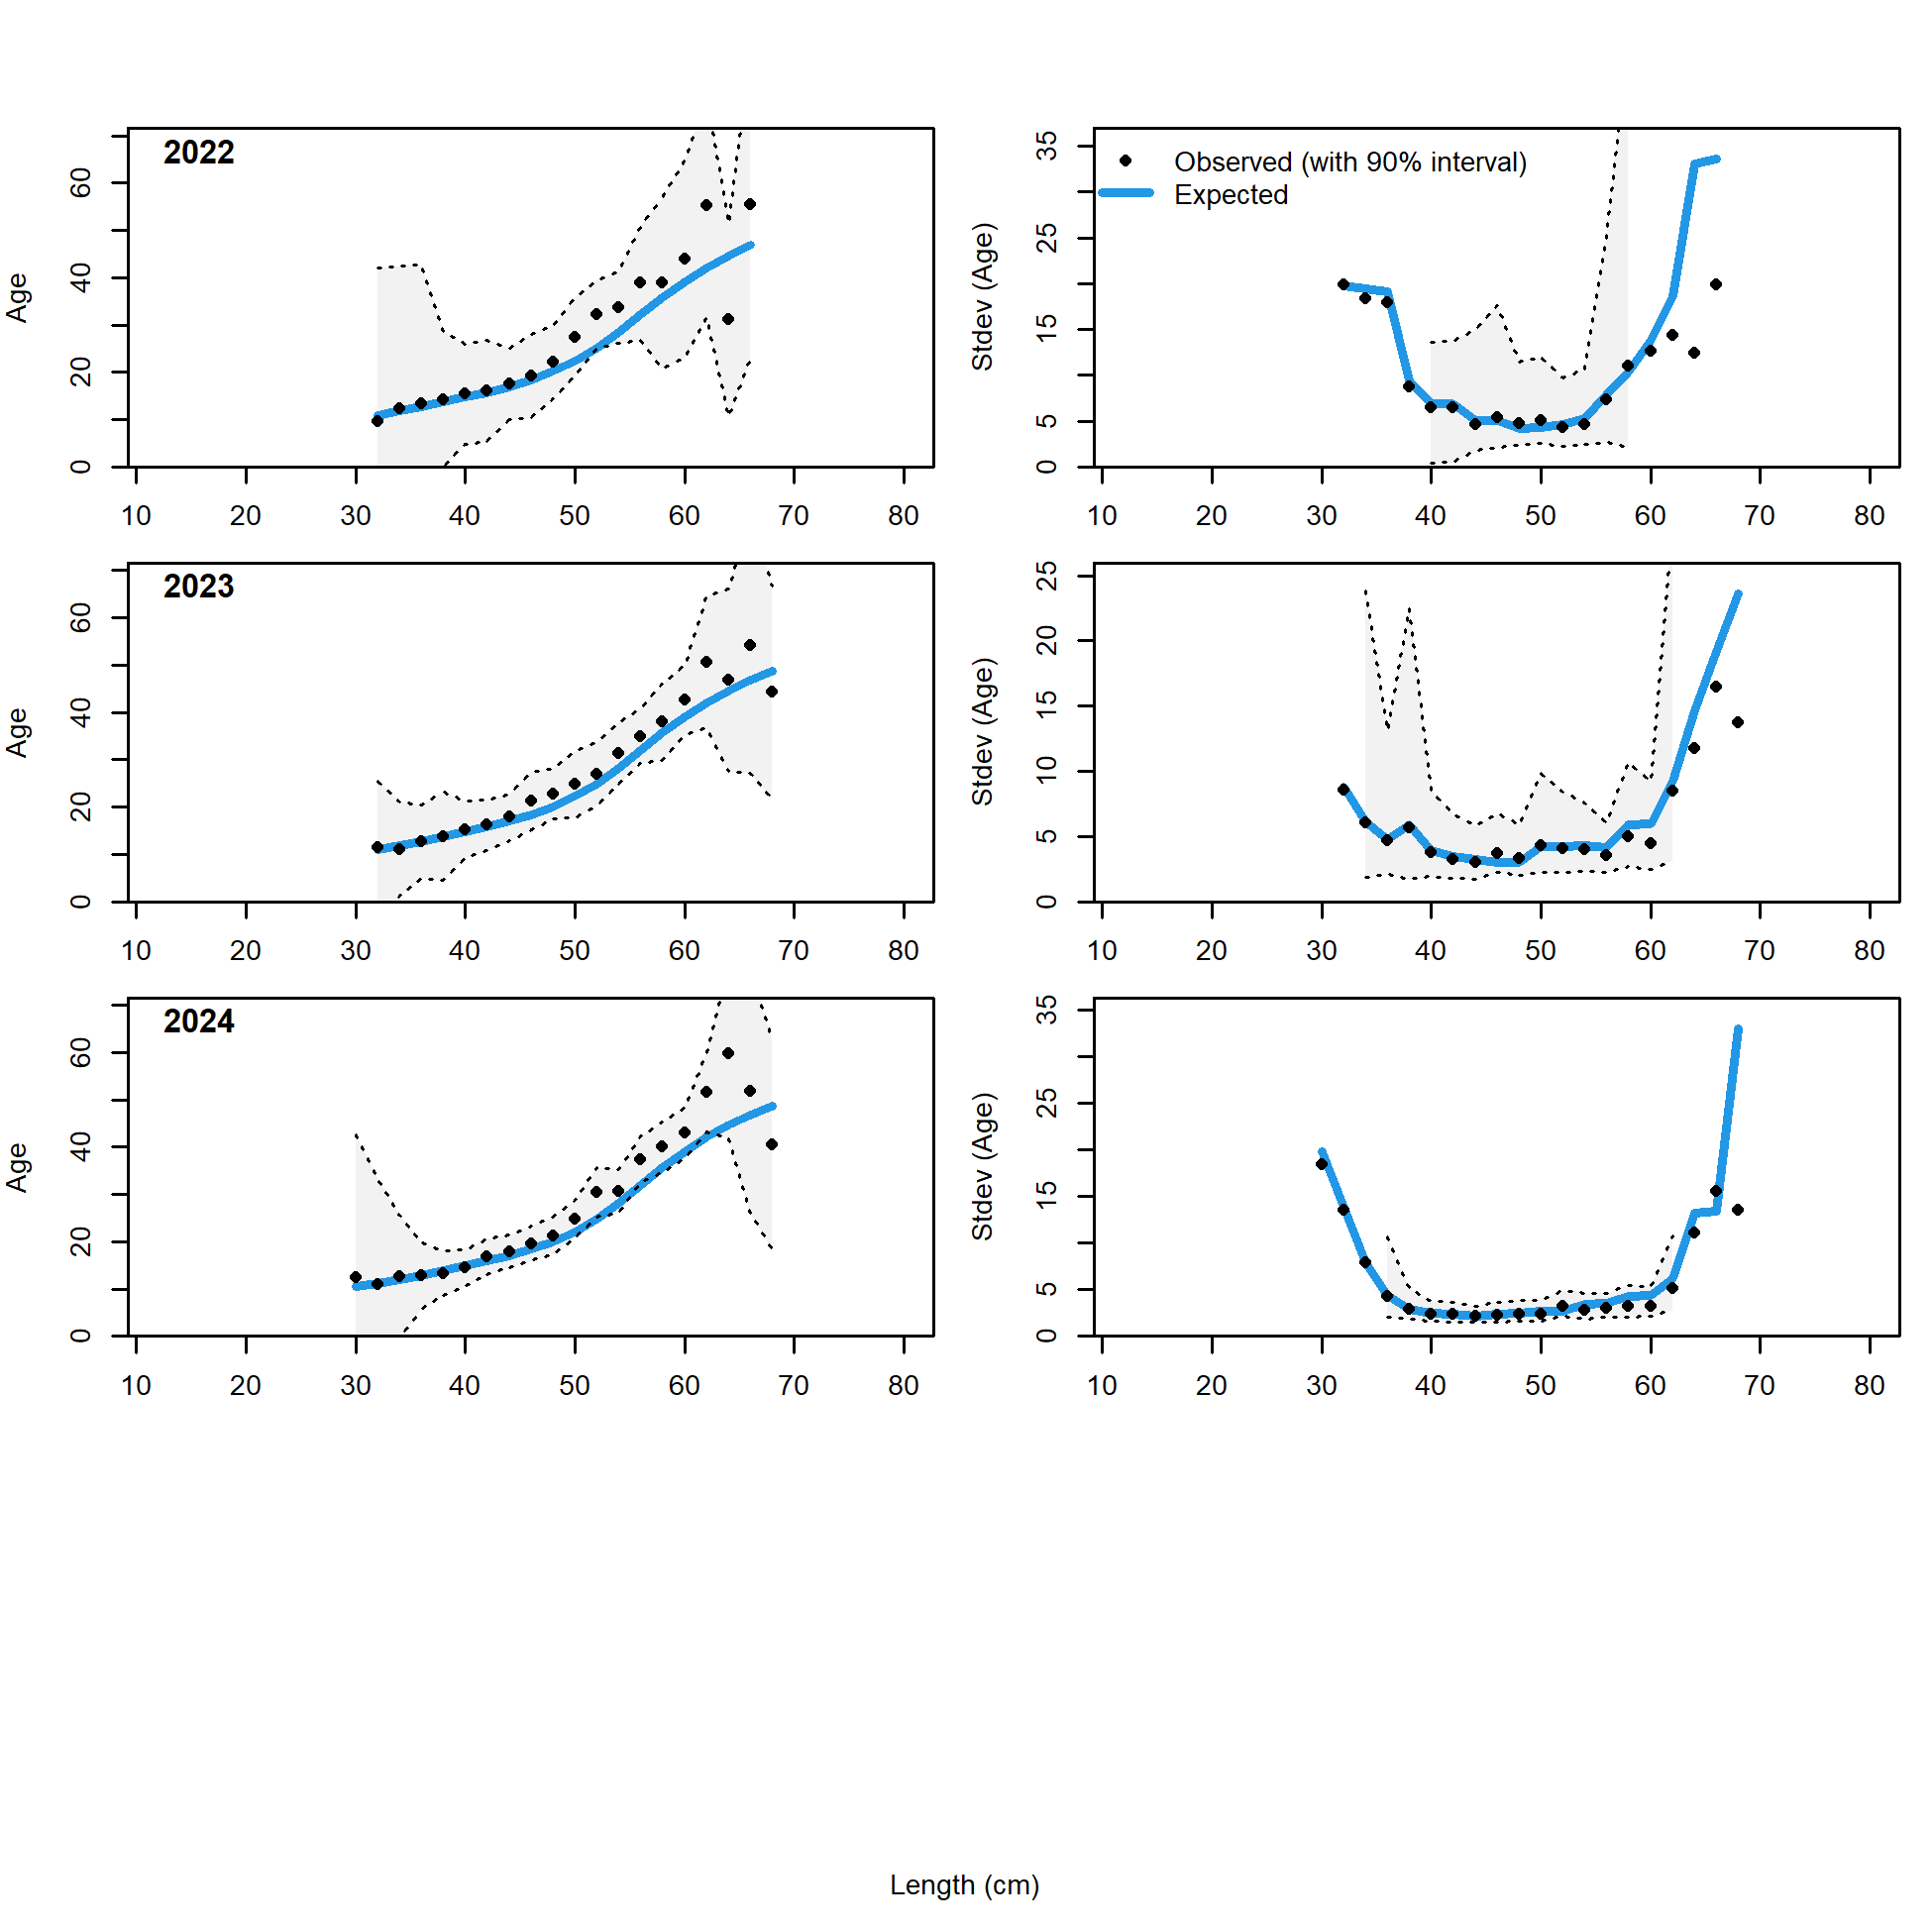 2022
Age
0 20 40 60
10 20 30 40 50 60 70 80
Observed (with 90% interval)
Expected
Stdev (Age)
0 5 15 25 35
10 20 30 40 50 60 70 80
2023
Age
0 20 40 60
10 20 30 40 50 60 70 80
Stdev (Age)
0 5 10 15 20 25
10 20 30 40 50 60 70 80
2024
Age
0 20 40 60
10 20 30 40 50 60 70 80
Stdev (Age)
0 5 15 25 35
10 20 30 40 50 60 70 80
Length (cm)